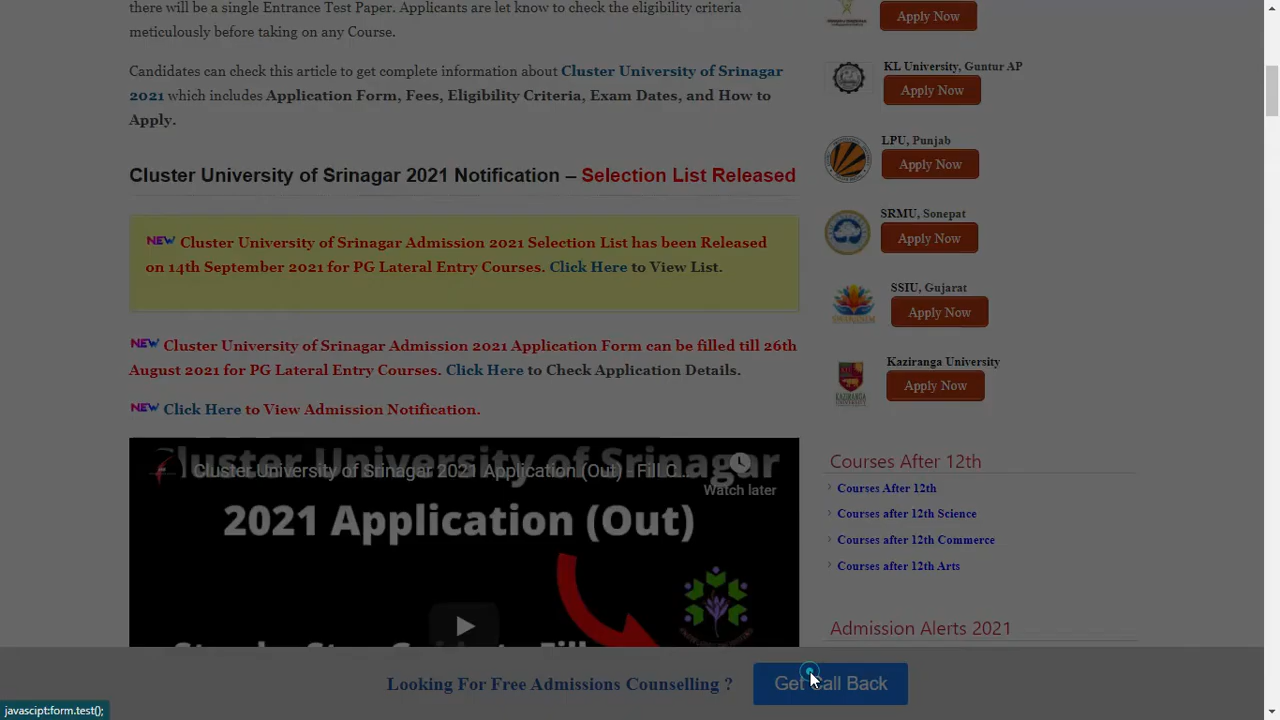 there will be a single Entrance Test Paper. Applicants are let know to check the eligibility criteria
meticulously before taking on any Course.
Candidates can check this article to get complete information about Cluster University of Srinagar
2021 which includes Application Form, Fees, Eligibility Criteria, Exam Dates, and How to
Apply.
Cluster University of Srinagar 2021 Notification – Selection List Released
NEW Cluster University of Srinagar Admission 2021 Selection List has been Released
on 14th September 2021 for PG Lateral Entry Courses. Click Here to View List.
NEW Cluster University of Srinagar Admission 2021 Application Form can be filled till 26th
August 2021 for PG Lateral Entry Courses. Click Here to Check Application Details.
NEW Click Here to View Admission Notification.
Cluster University of Srinagar
Cluster University of Srinagar 2021 Application (Out) - Fill C...
Watch later
2021 Application (Out)
Apply Now
KL University, Guntur AP
Apply Now
LPU, Punjab
Apply Now
SRMU, Sonepat
Apply Now
SSIU, Gujarat
Apply Now
Kaziranga University
Apply Now
Courses After 12th
Courses After 12th
Courses after 12th Science
Courses after 12th Commerce
Courses after 12th Arts
Admission Alerts 2021
Looking For Free Admissions Counselling ?
Get Call Back
javascipt:form.test();